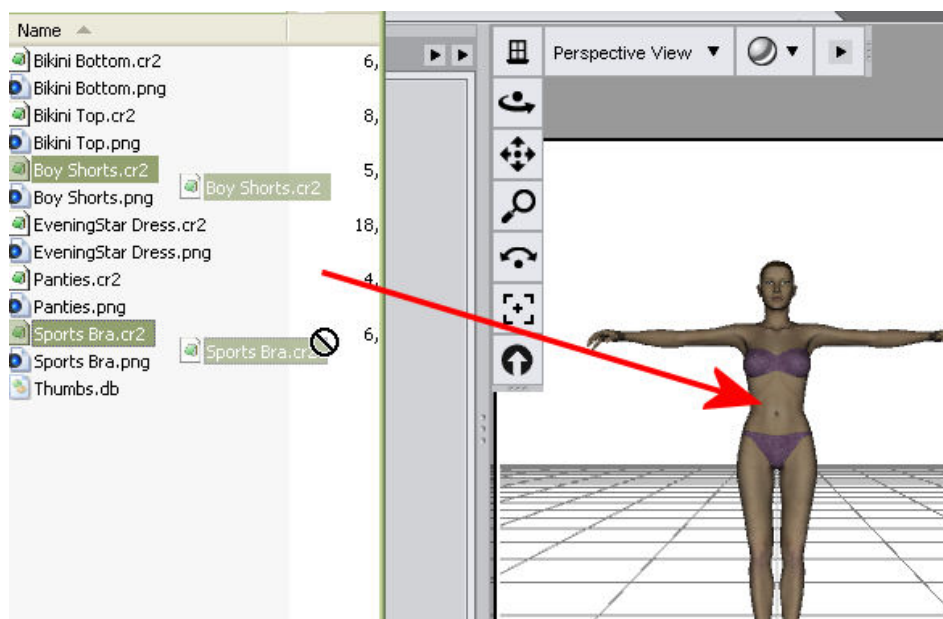 Name
Bikini Bottom.cr2 6,
Bikini Bottom.png
Bikini Top.cr2 8,
Bikini Top.png
Boy Shorts.cr2 5,
Boy Shorts.cr2
Boy Shorts.png
EveningStar Dress.cr2 18,
EveningStar Dress.png
Panties.cr2 4,
Panties.png
Sports Bra.cr2 6,
Sports Bra.cr2
Sports Bra.png
Thumbs.db
Perspective View